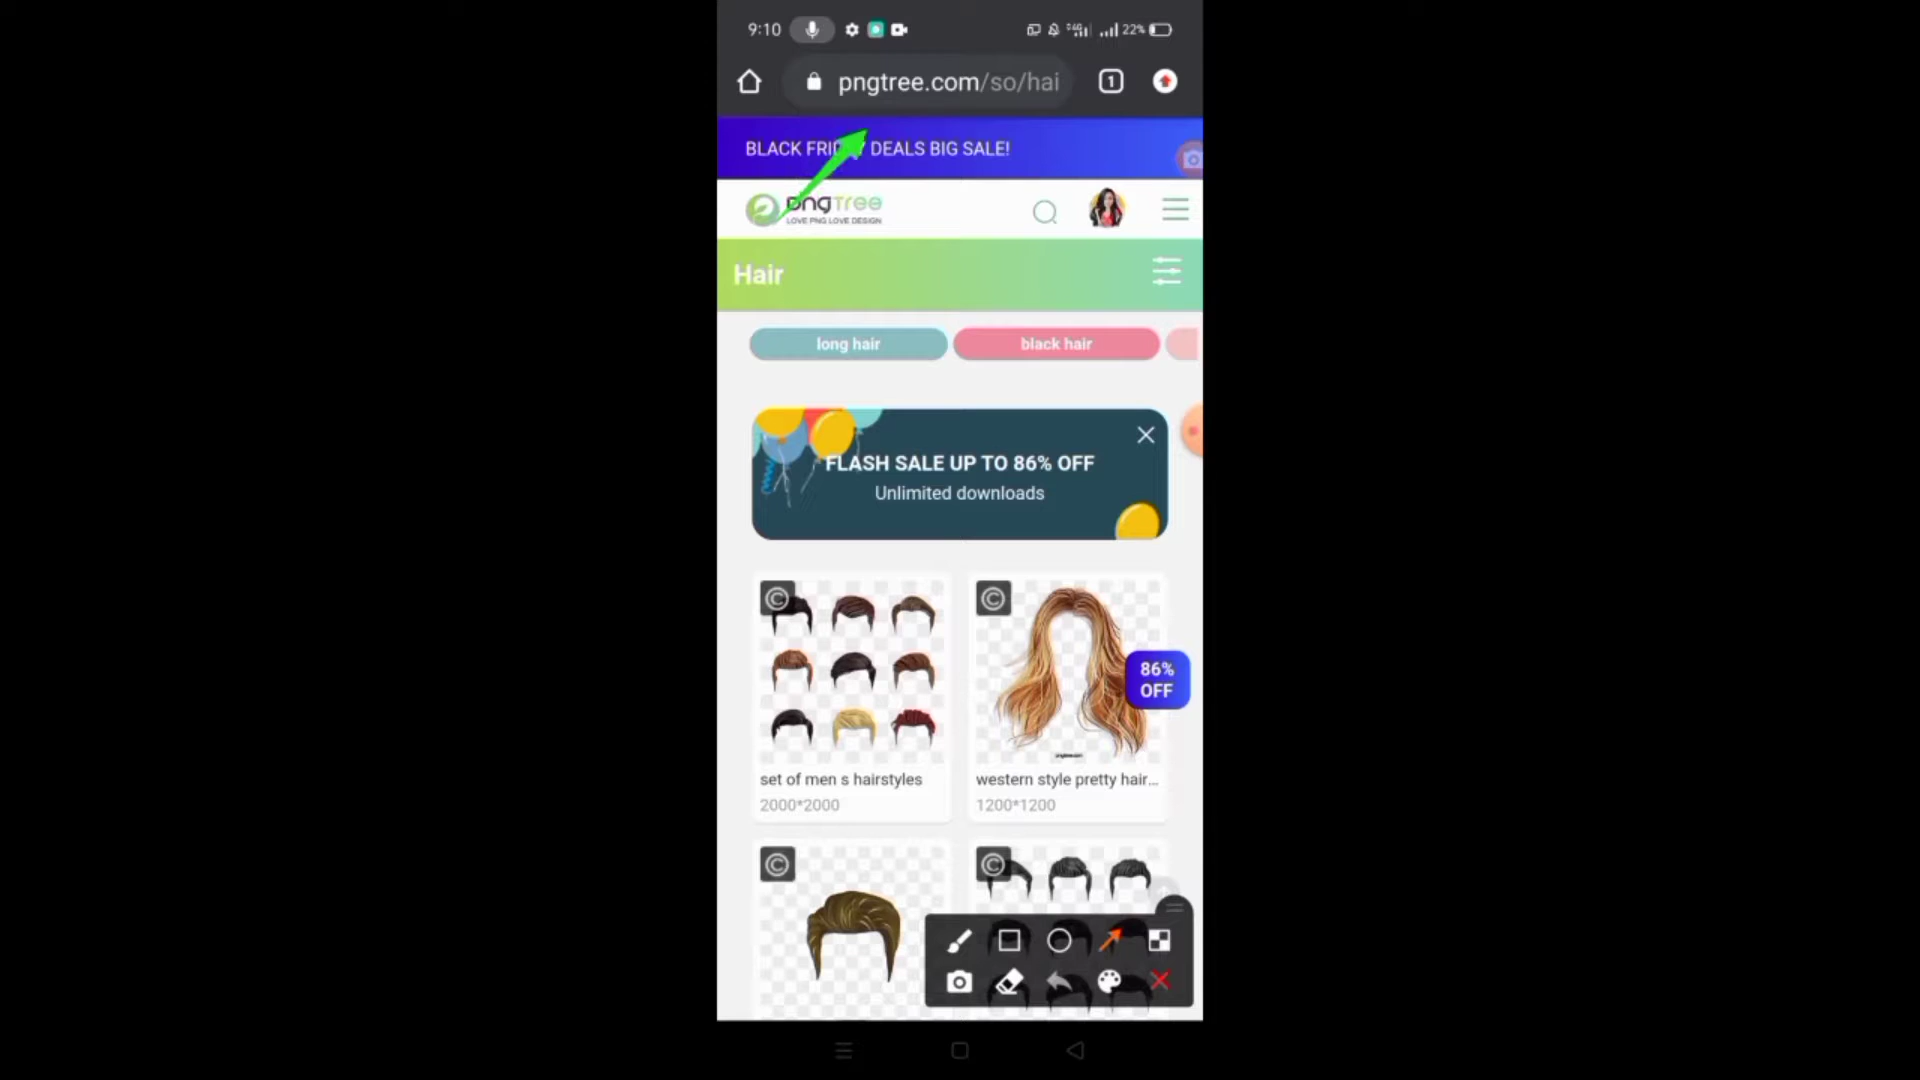 9:10
22%
pngtree.com/so/hai
1
BLACK FRIDAY DEALS BIG SALE!
pngTree
LOVE PNG LOVE DESIGN
Hair
long hair
black hair
FLASH SALE UP TO 86% OFF
Unlimited downloads
86%
OFF
set of men s hairstyles
western style pretty hair...
2000*2000
1200*1200